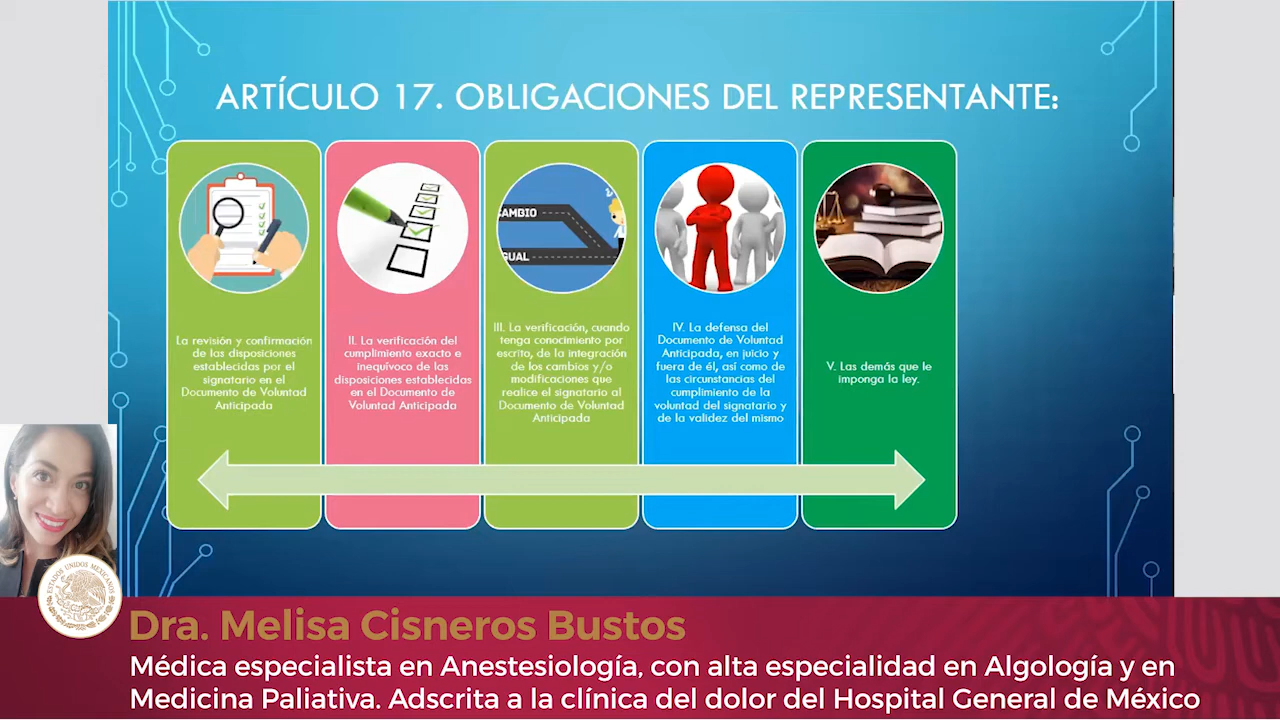 ARTÍCULO 17. OBLIGACIONES DEL REPRESENTANTE:
La revisión y confirmación
de las disposiciones
establecidas por el
signatario en el
Documento de Voluntad
Anticipada
II. La verificación del
cumplimiento exacto e
inequívoco de las
disposiciones establecidas
en el Documento de
Voluntad Anticipada
CAMBIO
IGUAL
III. La verificación, cuando
tenga conocimiento por
escrito, de la integración
de los cambios y/o
modificaciones que
realice el signatario al
Documento de Voluntad
Anticipada
IV. La defensa del
Documento de Voluntad
Anticipada, en juicio y
fuera de él, así como de
las circunstancias del
cumplimiento de la
voluntad del signatario y
de la validez del mismo
V. Las demás que le
imponga la ley.
ESTADOS UNIDOS MEXICANOS
Dra. Melisa Cisneros Bustos
Médica especialista en Anestesiología, con alta especialidad en Algología y en
Medicina Paliativa. Adscrita a la clínica del dolor del Hospital General de México